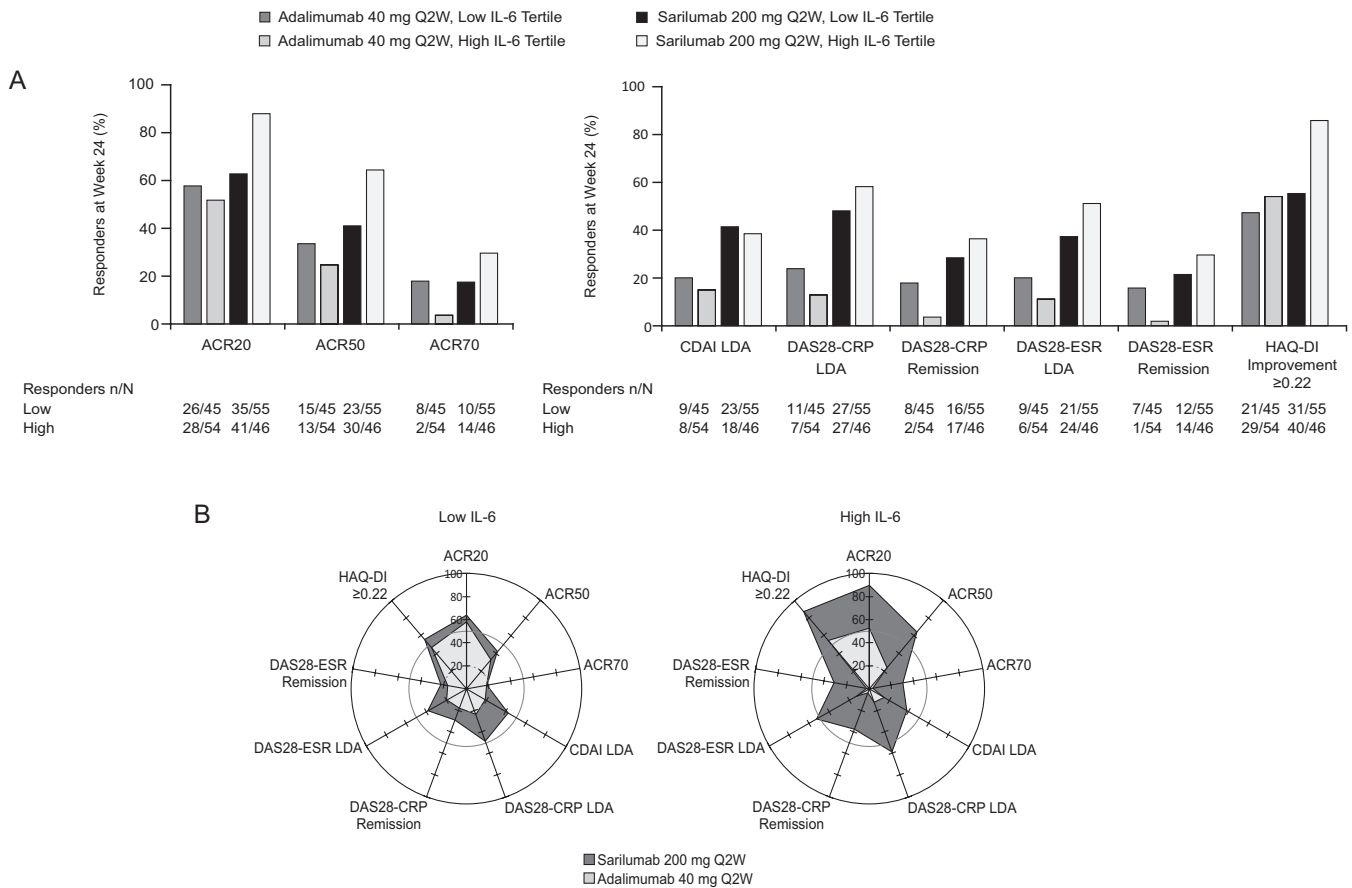 Adalimumab 40 mg Q2W, Low IL-6 Tertile
Sarilumab 200 mg Q2W, Low IL-6 Tertile
Adalimumab 40 mg Q2W, High IL-6 Tertile
Sarilumab 200 mg Q2W, High IL-6 Tertile
A
Responders at Week 24 (%)
100
80
60
40
20
0
ACR20 ACR50 ACR70
Responders n/N
Low 26/45 35/55 15/45 23/55 8/45 10/55
High 28/54 41/46 13/54 30/46 2/54 14/46
Responders at Week 24 (%)
100
80
60
40
20
0
CDAI LDA DAS28-CRP DAS28-CRP DAS28-ESR DAS28-ESR HAQ-DI
LDA Remission LDA Remission Improvement
≥0.22
Responders n/N
Low 9/45 23/55 11/45 27/55 8/45 16/55 9/45 21/55 7/45 12/55 21/45 31/55
High 8/54 18/46 7/54 27/46 2/54 17/46 6/54 24/46 1/54 14/46 29/54 40/46
B
Low IL-6
ACR20
100
80
60
40
20
ACR50
ACR70
CDAI LDA
DAS28-CRP LDA
DAS28-CRP
Remission
DAS28-ESR LDA
DAS28-ESR
Remission
HAQ-DI
≥0.22
High IL-6
ACR20
100
80
60
40
20
ACR50
ACR70
CDAI LDA
DAS28-CRP LDA
DAS28-CRP
Remission
DAS28-ESR LDA
DAS28-ESR
Remission
HAQ-DI
≥0.22
Sarilumab 200 mg Q2W
Adalimumab 40 mg Q2W